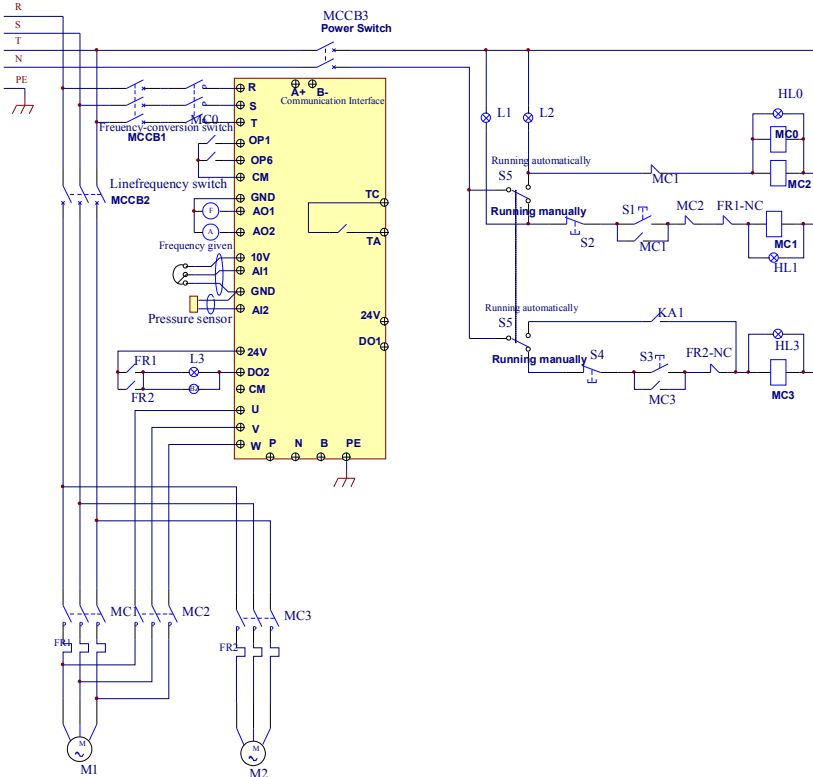 R
S
T
N
PE
MCCB3
Power Switch
R
S
T
OP1
OP6
CM
GND
AO1
AO2
10V
AI1
GND
AI2
24V
DO2
CM
U
V
W
P
N
B
PE
A+
B-
Communication Interface
TC
TA
24V
DO1
MC0
Freuency-conversion switch
MCCB1
Linefrequency switch
MCCB2
F
A
Frequency given
Pressure sensor
FR1
L3
FR2
L1
L2
HL0
MC0
MC2
Running automatically
S5
MC1
Running manually
S1
MC2
FR1-NC
S2
MC1
MC1
HL1
Running automatically
S5
KA1
HL3
Running manually
S4
S3
FR2-NC
MC3
MC3
MC1
MC2
MC3
FR1
FR2
M
M1
M
M2